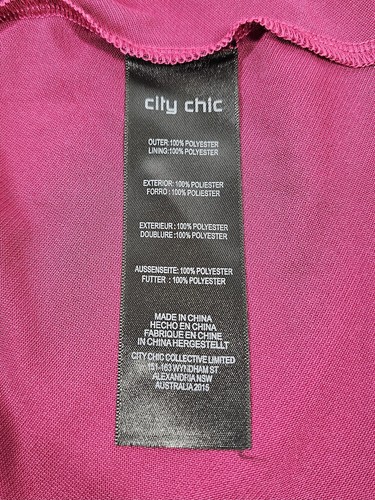 city chic
OUTER:100% POLYESTER
LINING:100% POLYESTER
EXTERIOR: 100% POLIESTER
FORRO : 100% POLIESTER
EXTERIEUR : 100% POLYESTER
DOUBLURE : 100% POLYESTER
AUSSENSEITE: 100% POLYESTER
FUTTER : 100% POLYESTER
MADE IN CHINA
HECHO EN CHINA
FABRIQUE EN CHINE
IN CHINA HERGESTELLT
CITY CHIC COLLECTIVE LIMITED
151-163 WYNDHAM ST
ALEXANDRIA NSW
AUSTRALIA 2015